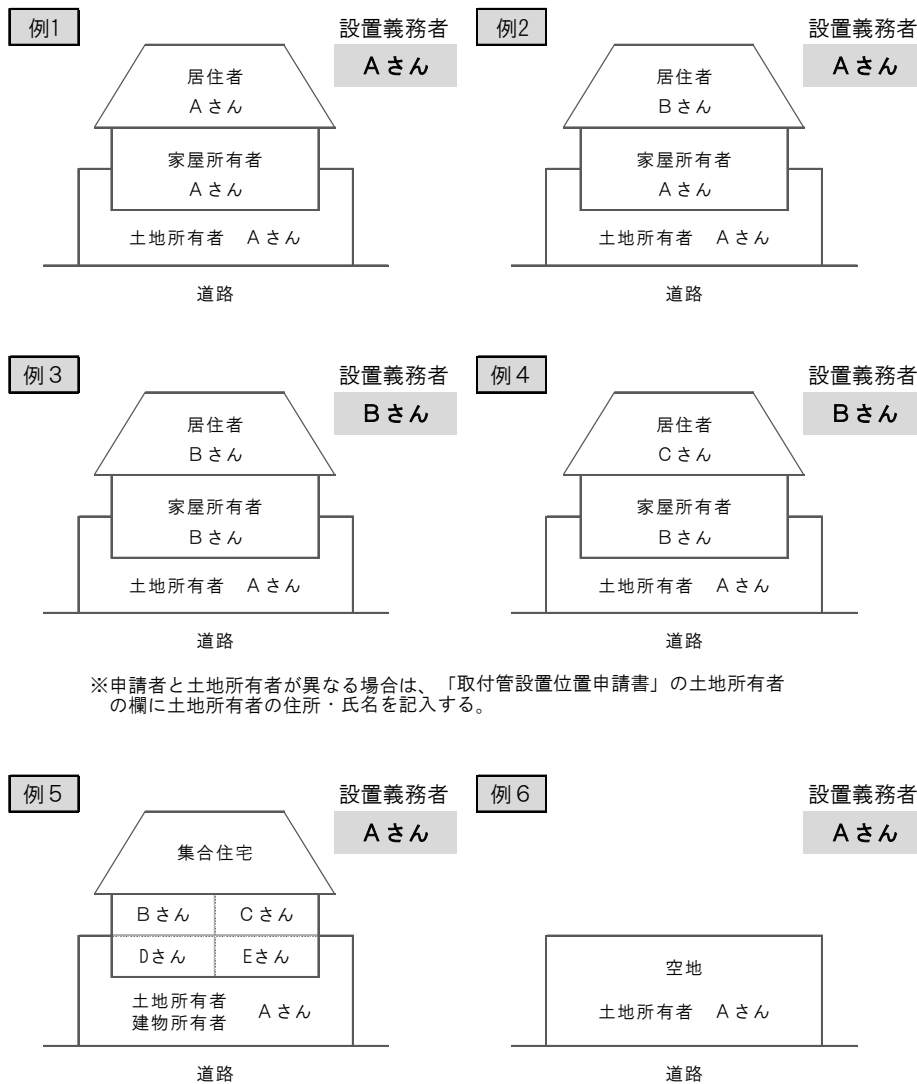 例1
設置義務者
Aさん
居住者
Aさん
家屋所有者
Aさん
土地所有者　Aさん
道路
例2
設置義務者
Aさん
居住者
Bさん
家屋所有者
Aさん
土地所有者　Aさん
道路
例3
設置義務者
Bさん
居住者
Bさん
家屋所有者
Bさん
土地所有者　Aさん
道路
例4
設置義務者
Bさん
居住者
Cさん
家屋所有者
Bさん
土地所有者　Aさん
道路
※申請者と土地所有者が異なる場合は、「取付管設置位置申請書」の土地所有者
の欄に土地所有者の住所・氏名を記入する。
例5
設置義務者
Aさん
集合住宅
Bさん　Cさん
Dさん　Eさん
土地所有者
建物所有者　Aさん
道路
例6
設置義務者
Aさん
空地
土地所有者　Aさん
道路